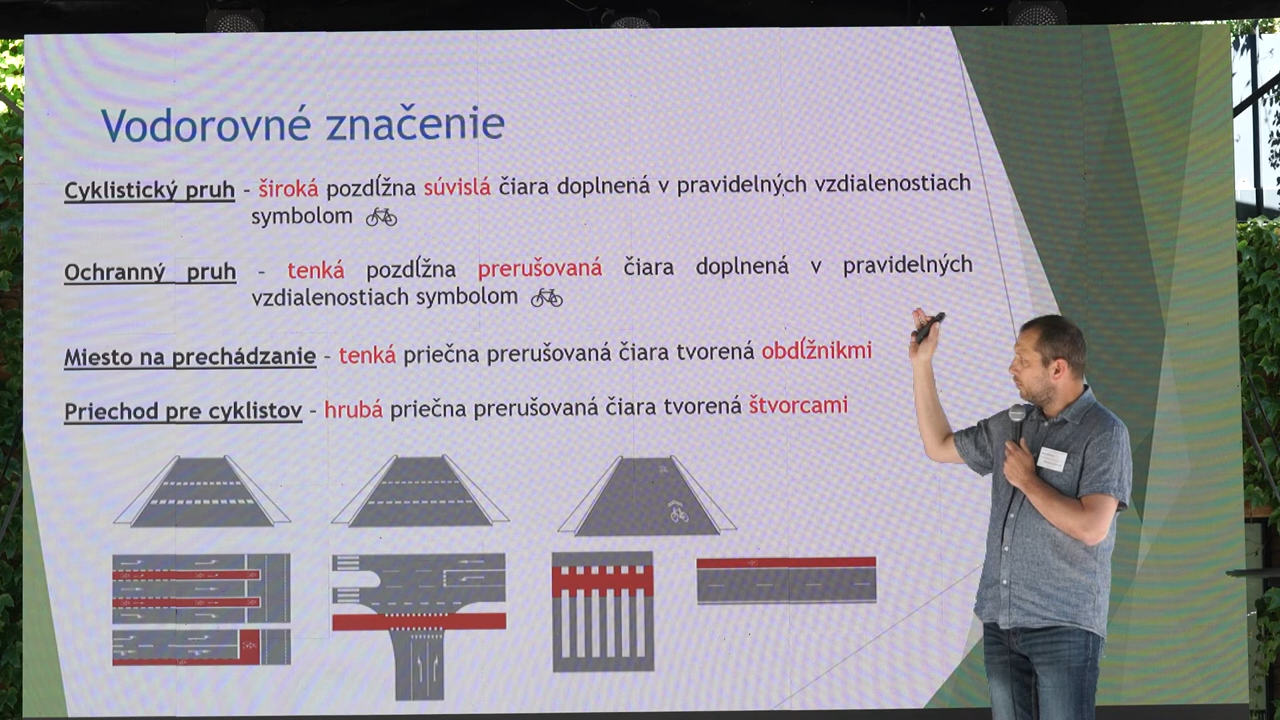 Vodorovné značenie
Cyklistický pruh - široká pozdĺžna súvislá čiara doplnená v pravidelných vzdialenostiach
symbolom
Ochranný pruh - tenká pozdĺžna prerušovaná čiara doplnená v pravidelných
vzdialenostiach symbolom
Miesto na prechádzanie - tenká priečna prerušovaná čiara tvorená obdĺžnikmi
Priechod pre cyklistov - hrubá priečna prerušovaná čiara tvorená štvorcami